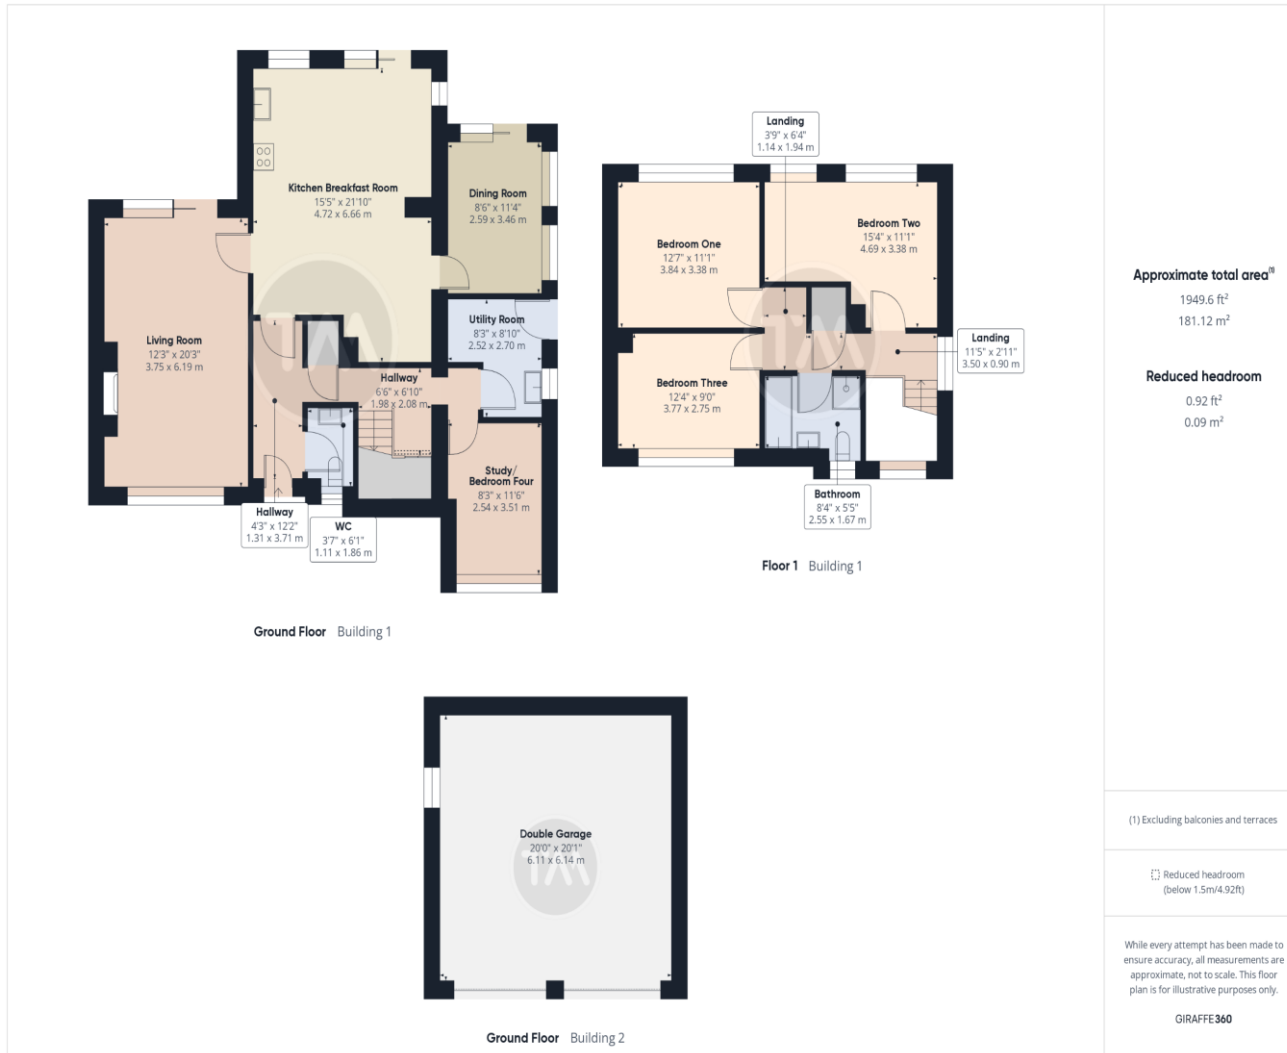 Kitchen Breakfast Room
15'5" x 21'10"
4.72 x 6.66 m
Dining Room
8'6" x 11'4"
2.59 x 3.46 m
Living Room
12'3" x 20'3"
3.75 x 6.19 m
Utility Room
8'3" x 8'10"
2.52 x 2.70 m
Hallway
6'6" x 6'10"
1.98 x 2.08 m
Study/
Bedroom Four
8'3" x 11'6"
2.54 x 3.51 m
Hallway
4'3" x 12'2"
1.31 x 3.71 m
WC
3'7" x 6'1"
1.11 x 1.86 m
TM
Ground Floor Building 1
Landing
3'9" x 6'4"
1.14 x 1.94 m
Bedroom One
12'7" x 11'1"
3.84 x 3.38 m
Bedroom Two
15'4" x 11'1"
4.69 x 3.38 m
Landing
11'5" x 2'11"
3.50 x 0.90 m
Bedroom Three
12'4" x 9'0"
3.77 x 2.75 m
Bathroom
8'4" x 5'5"
2.55 x 1.67 m
TM
Floor 1 Building 1
Double Garage
20'0" x 20'1"
6.11 x 6.14 m
TM
Ground Floor Building 2
Approximate total area(1)
1949.6 ft²
181.12 m²
Reduced headroom
0.92 ft²
0.09 m²
(1) Excluding balconies and terraces
Reduced headroom
(below 1.5m/4.92ft)
While every attempt has been made to
ensure accuracy, all measurements are
approximate, not to scale. This floor
plan is for illustrative purposes only.
GIRAFFE360